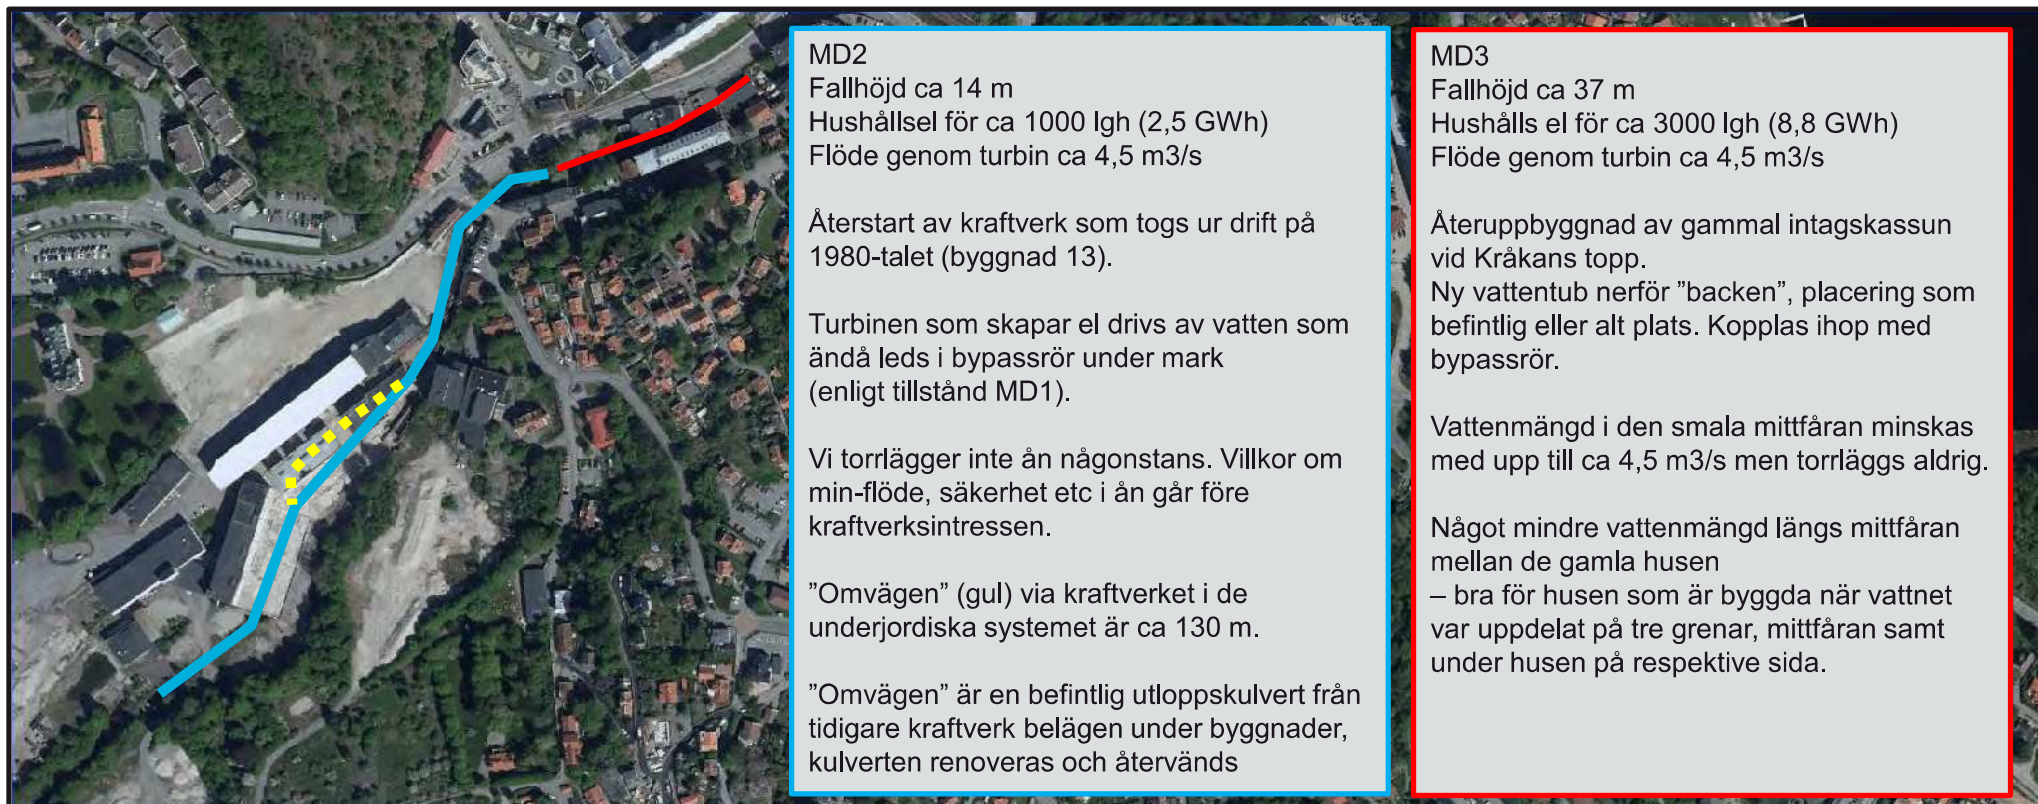 MD2
Fallhöjd ca 14 m
Hushållsel för ca 1000 lgh (2,5 GWh)
Flöde genom turbin ca 4,5 m3/s
Återstart av kraftverk som togs ur drift på
1980-talet (byggnad 13).
Turbinen som skapar el drivs av vatten som
ändå leds i bypassrör under mark
(enligt tillstånd MD1).
Vi torrlägger inte ån någonstans. Villkor om
min-flöde, säkerhet etc i ån går före
kraftverksintressen.
”Omvägen” (gul) via kraftverket i de
underjordiska systemet är ca 130 m.
”Omvägen” är en befintlig utloppskulvert från
tidigare kraftverk belägen under byggnader,
kulverten renoveras och återvänds
MD3
Fallhöjd ca 37 m
Hushålls el för ca 3000 lgh (8,8 GWh)
Flöde genom turbin ca 4,5 m3/s
Återuppbyggnad av gammal intagskassun
vid Kråkans topp.
Ny vattentub nerför ”backen”, placering som
befintlig eller alt plats. Kopplas ihop med
bypassrör.
Vattenmängd i den smala mittfåran minskas
med upp till ca 4,5 m3/s men torrläggs aldrig.
Något mindre vattenmängd längs mittfåran
mellan de gamla husen
– bra för husen som är byggda när vattnet
var uppdelat på tre grenar, mittfåran samt
under husen på respektive sida.